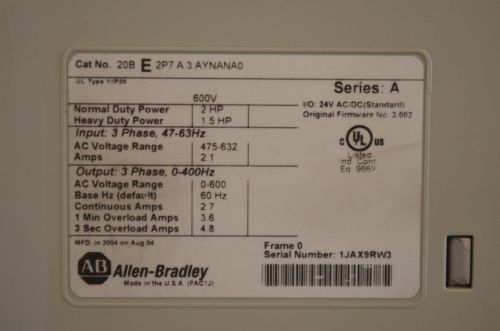 Cat No. 20B E 2P7 A 3 AYNANA0
UL Type 1/IP20
600V
Normal Duty Power 2 HP
Heavy Duty Power 1.5 HP
Input: 3 Phase, 47-63Hz
AC Voltage Range 475-632
Amps 2.1
Output: 3 Phase, 0-400Hz
AC Voltage Range 0-600
Base Hz (default) 60 Hz
Continuous Amps 2.7
1 Min Overload Amps 3.6
3 Sec Overload Amps 4.8
MFD. in 2004 on Aug 04
Series: A
I/O: 24V AC/DC(Standard)
Original Firmware No. 3.002
C UL US
Listed
Ind Cont
Eq 966X
AB Allen-Bradley
Made in the U.S.A. (FAC1J)
Frame 0
Serial Number: 1JAX9RW3